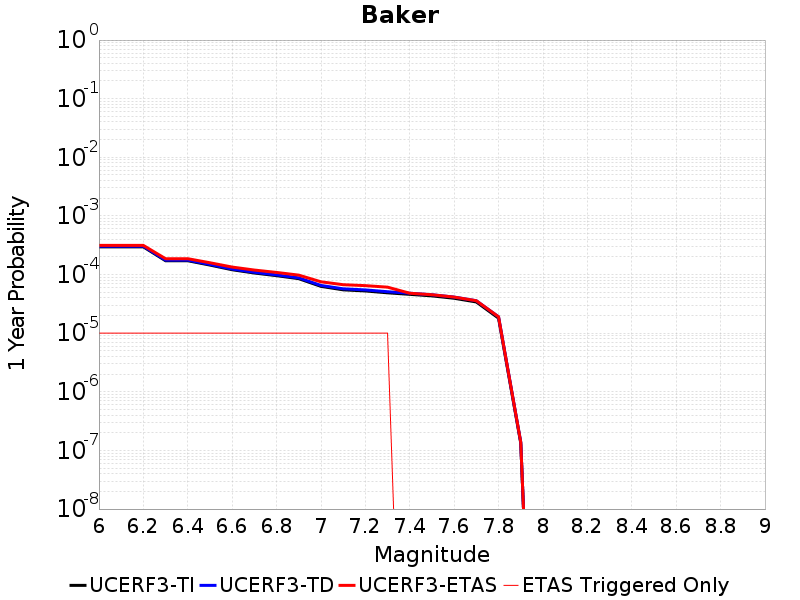 Baker
1 Year Probability
10^0
10^-1
10^-2
10^-3
10^-4
10^-5
10^-6
10^-7
10^-8
6 6.2 6.4 6.6 6.8 7 7.2 7.4 7.6 7.8 8 8.2 8.4 8.6 8.8 9
Magnitude
UCERF3-TI UCERF3-TD UCERF3-ETAS ETAS Triggered Only